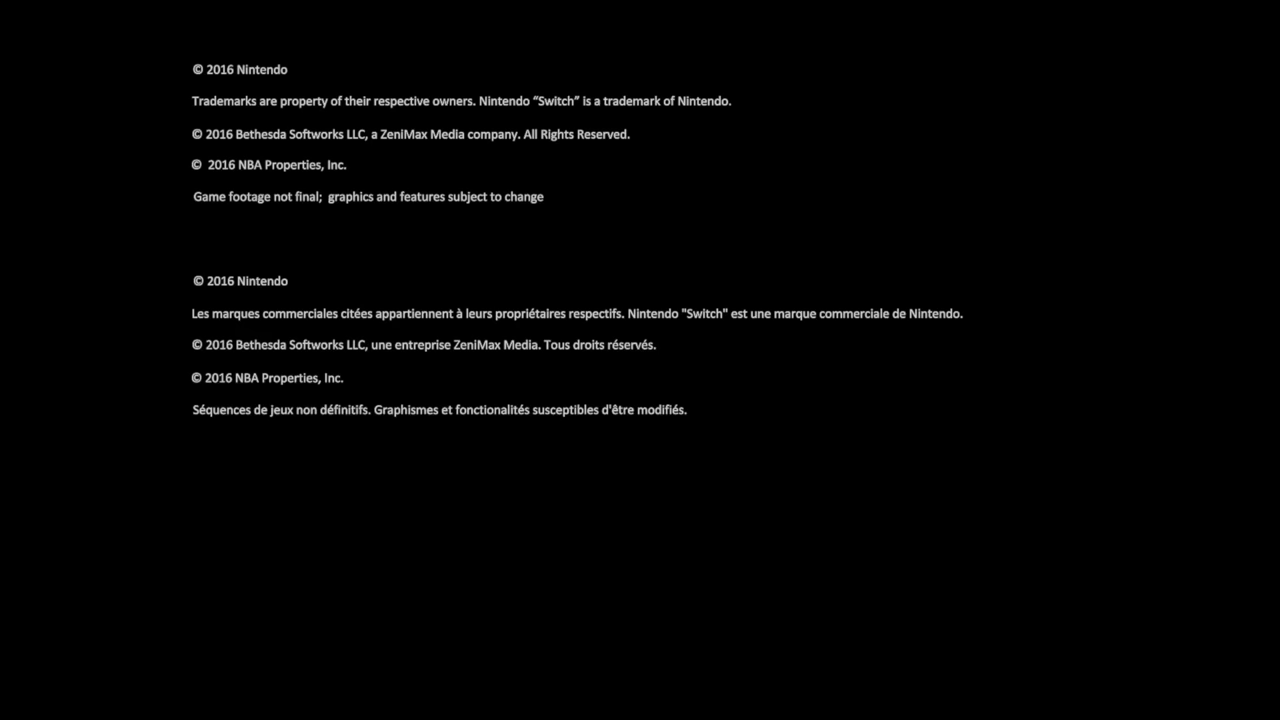 © 2016 Nintendo
Trademarks are property of their respective owners. Nintendo “Switch” is a trademark of Nintendo.
© 2016 Bethesda Softworks LLC, a ZeniMax Media company. All Rights Reserved.
© 2016 NBA Properties, Inc.
Game footage not final; graphics and features subject to change
© 2016 Nintendo
Les marques commerciales citées appartiennent à leurs propriétaires respectifs. Nintendo "Switch" est une marque commerciale de Nintendo.
© 2016 Bethesda Softworks LLC, une entreprise ZeniMax Media. Tous droits réservés.
© 2016 NBA Properties, Inc.
Séquences de jeux non définitifs. Graphismes et fonctionalités susceptibles d'être modifiés.